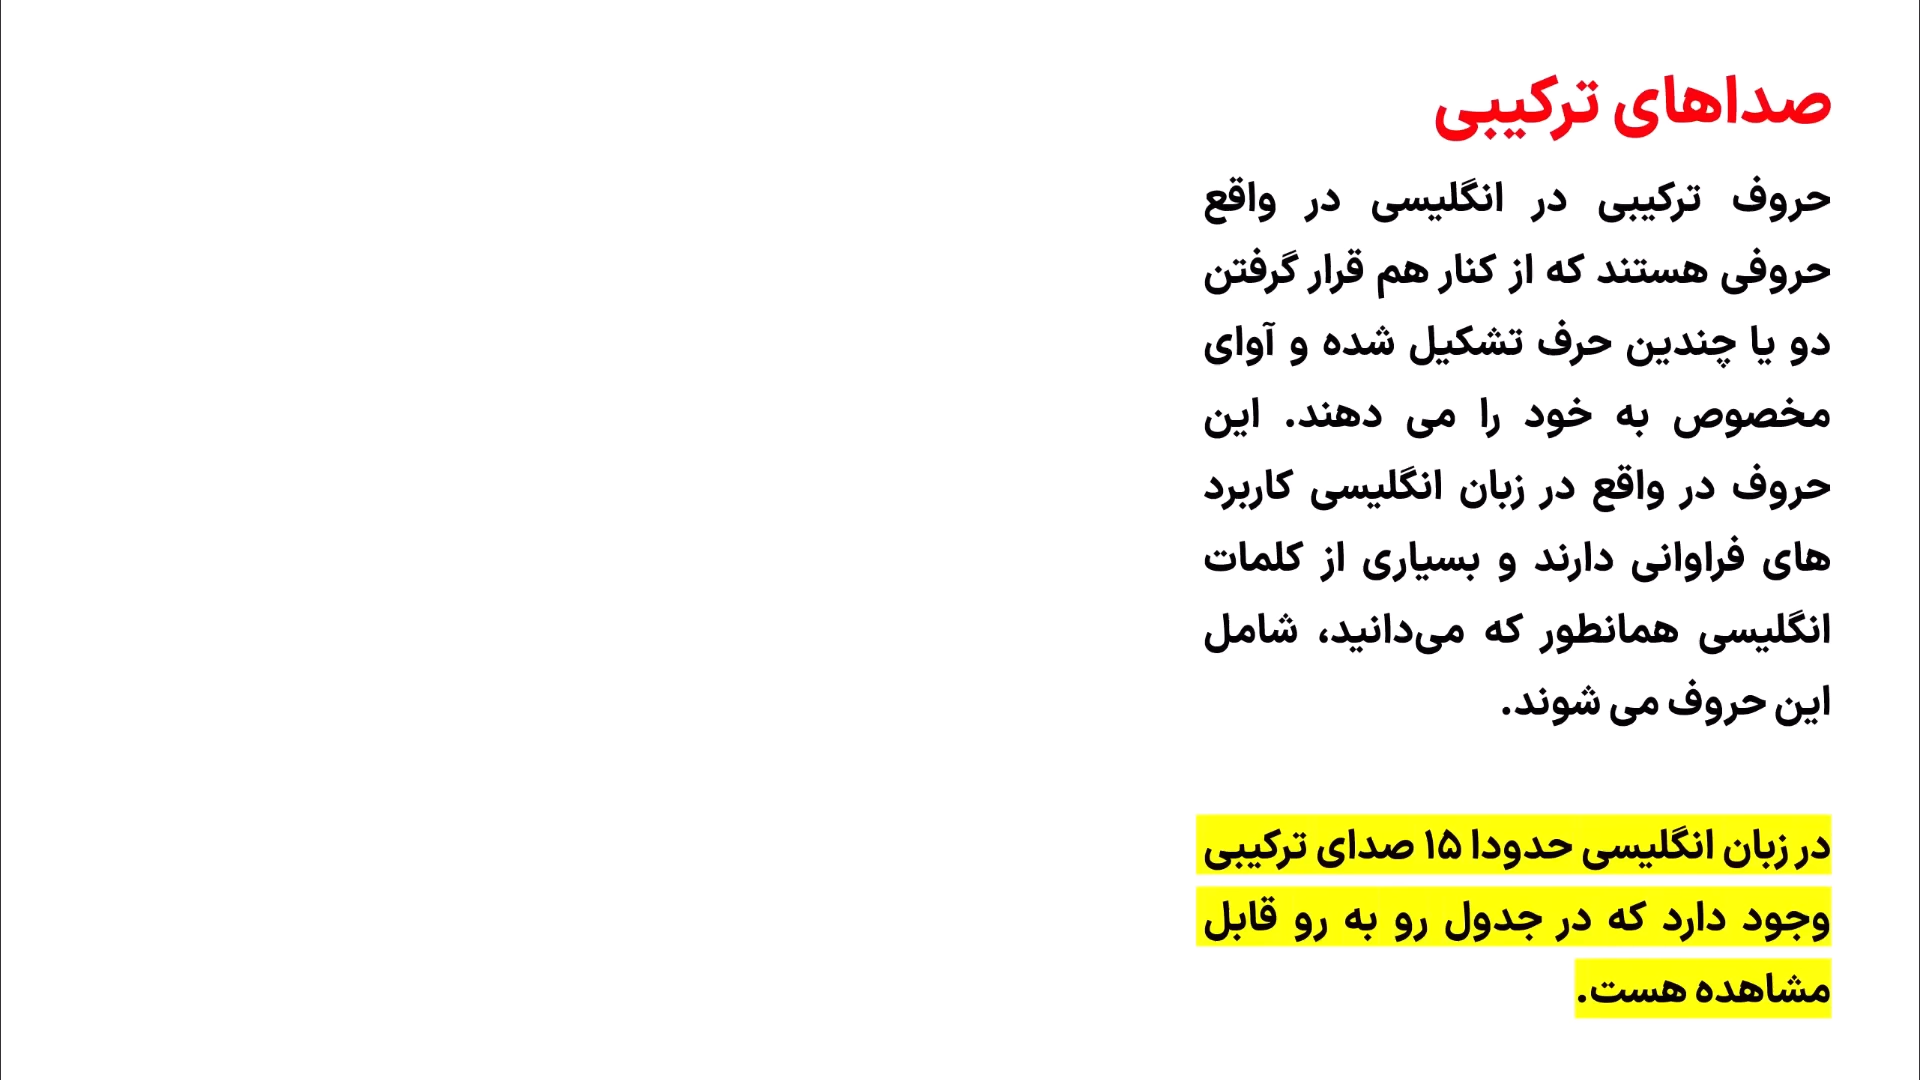 صداهای ترکیبی
حروف ترکیبی در انگلیسی در واقع
حروفی هستند که از کنار هم قرار گرفتن
دو یا چندین حرف تشکیل شده و آوای
مخصوص به خود را می دهند. این
حروف در واقع در زبان انگلیسی کاربرد
های فراوانی دارند و بسیاری از کلمات
انگلیسی همانطور که می‌دانید، شامل
این حروف می شوند.
در زبان انگلیسی حدودا ۱۵ صدای ترکیبی
وجود دارد که در جدول رو به رو قابل
مشاهده هست.